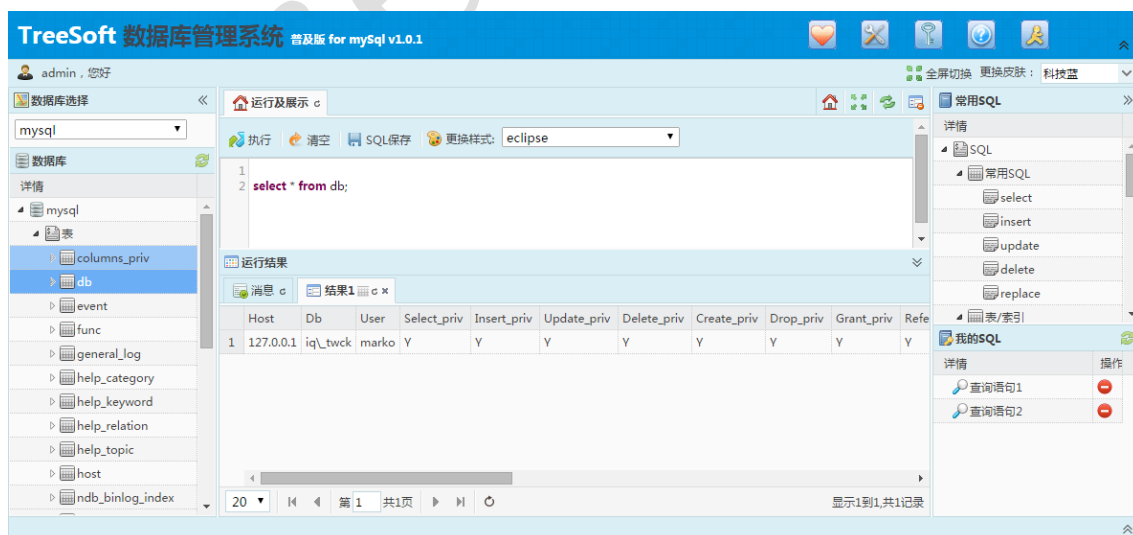 TreeSoft 数据库管理系统 普及版 for mySql v1.0.1
admin，您好
全屏切换 更换皮肤： 科技蓝
数据库选择
mysql
数据库
详情
mysql
表
columns_priv
db
event
func
general_log
help_category
help_keyword
help_relation
help_topic
host
ndb_binlog_index
运行及展示
执行 清空 SQL保存 更换样式: eclipse
1
2 select * from db;
运行结果
消息 结果1
Host Db User Select_priv Insert_priv Update_priv Delete_priv Create_priv Drop_priv Grant_priv Refe
1 127.0.0.1 iq\_twck marko Y Y Y Y Y Y Y Y
20 第 1 共1页 显示1到1,共1记录
常用SQL
详情
SQL
常用SQL
select
insert
update
delete
replace
表/索引
我的SQL
详情 操作
查询语句1
查询语句2